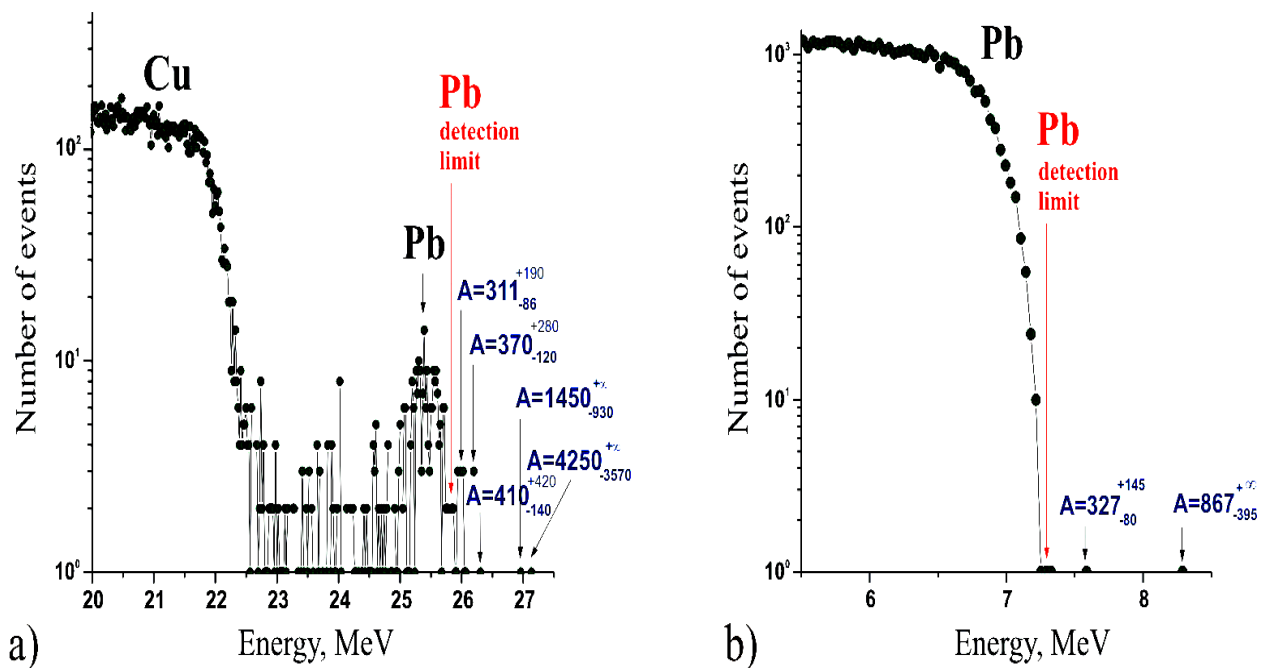 Cu
Pb
detection
limit
Pb
A=311 +190 -86
A=370 +280 -120
A=1450 +∞ -930
A=4250 +∞ -3570
A=410 +420 -140
Number of events
10²
10¹
10⁰
20 21 22 23 24 25 26 27
Energy, MeV
a)
Pb
Pb
detection
limit
A=327 +145 -80
A=867 +∞ -395
Number of events
10³
10²
10¹
10⁰
6 7 8
Energy, MeV
b)